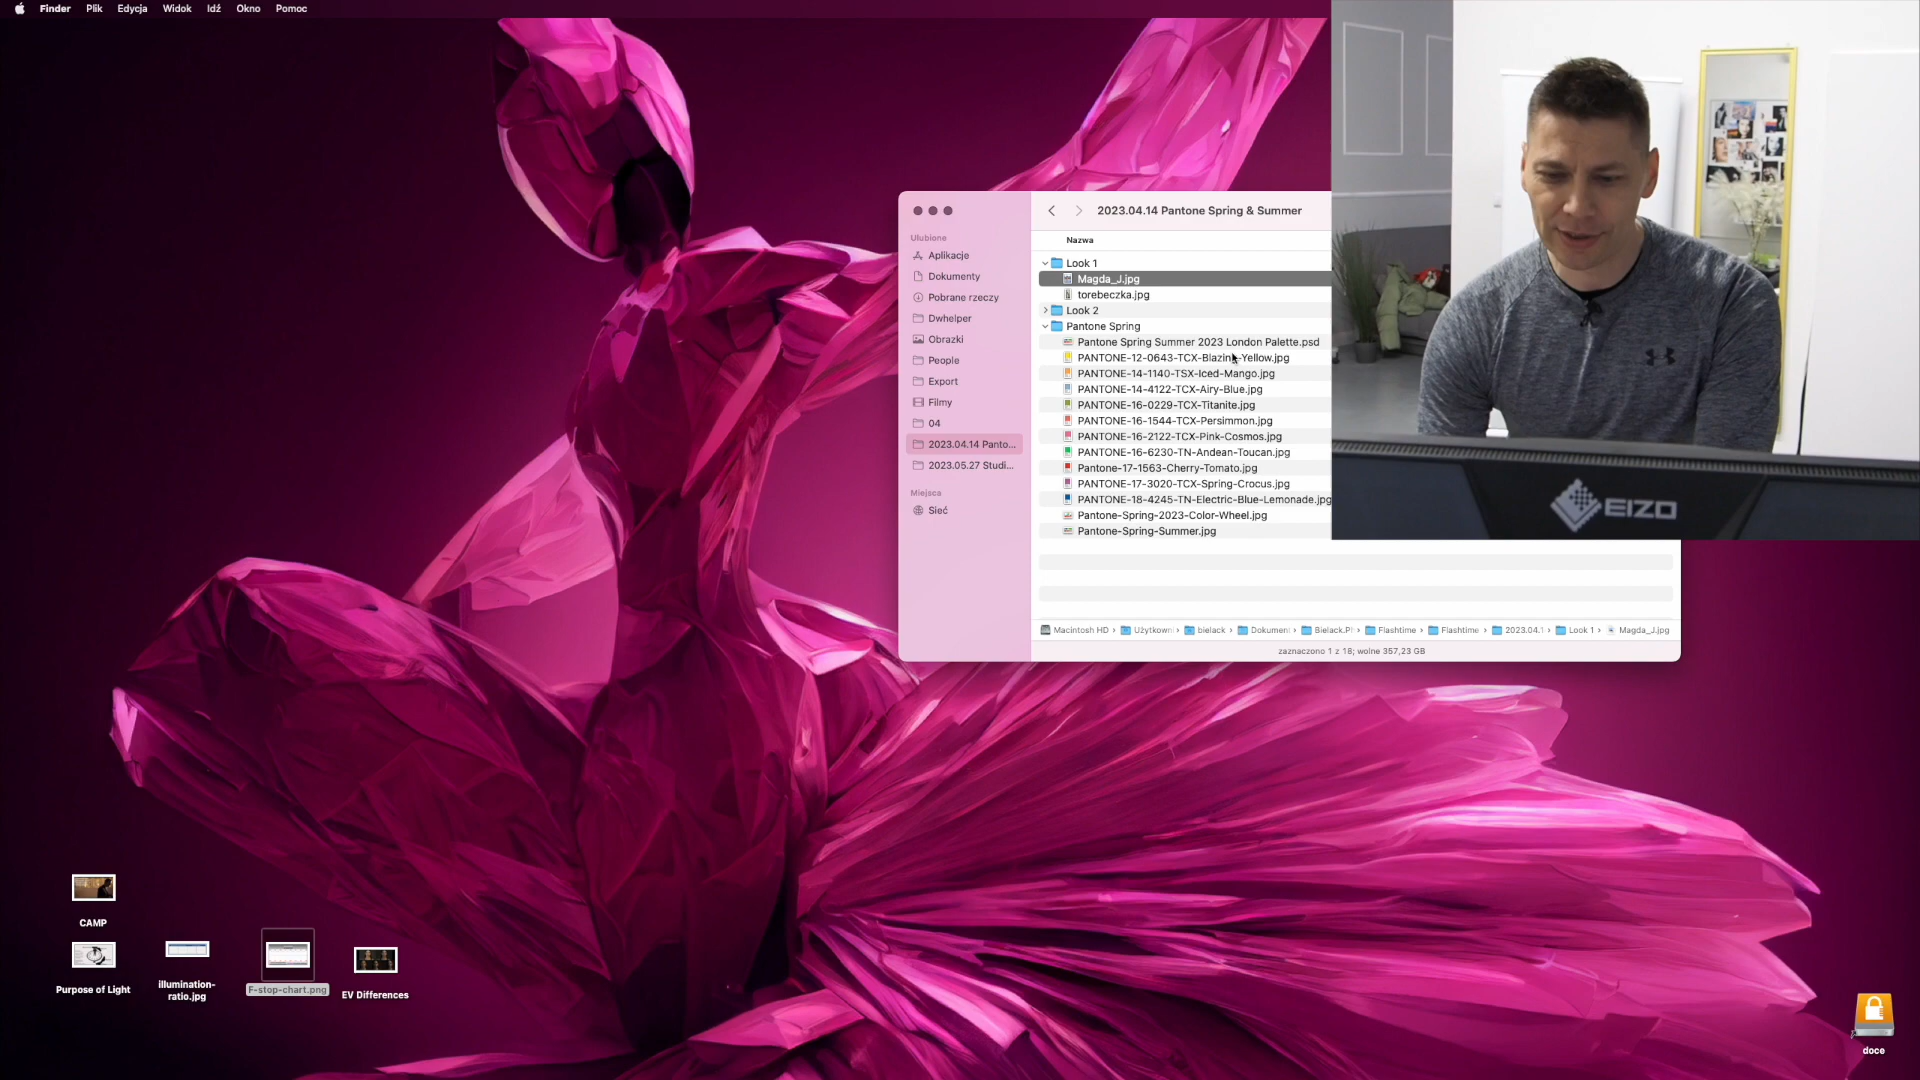 Finder Plik Edycja Widok Idź Okno Pomoc
2023.04.14 Pantone Spring & Summer
Ulubione
Aplikacje
Dokumenty
Pobrane rzeczy
Dwhelper
Obrazki
People
Export
Filmy
04
2023.04.14 Panto...
2023.05.27 Studi...
Miejsca
Sieć
Nazwa
Look 1
Magda_J.jpg
torebeczka.jpg
Look 2
Pantone Spring
Pantone Spring Summer 2023 London Palette.psd
PANTONE-12-0643-TCX-Blazing-Yellow.jpg
PANTONE-14-1140-TSX-Iced-Mango.jpg
PANTONE-14-4122-TCX-Airy-Blue.jpg
PANTONE-16-0229-TCX-Titanite.jpg
PANTONE-16-1544-TCX-Persimmon.jpg
PANTONE-16-2122-TCX-Pink-Cosmos.jpg
PANTONE-16-6230-TN-Andean-Toucan.jpg
Pantone-17-1563-Cherry-Tomato.jpg
PANTONE-17-3020-TCX-Spring-Crocus.jpg
PANTONE-18-4245-TN-Electric-Blue-Lemonade.jpg
Pantone-Spring-2023-Color-Wheel.jpg
Pantone-Spring-Summer.jpg
Macintosh HD › Użytkown › bielack › Dokumen › Bielack.P › Flashtime › Flashtime › 2023.04.1 › Look 1 › Magda_J.jpg
zaznaczono 1 z 18; wolne 357,23 GB
EIZO
CAMP
Purpose of Light
illumination-
ratio.jpg
F-stop-chart.png
EV Differences
doce